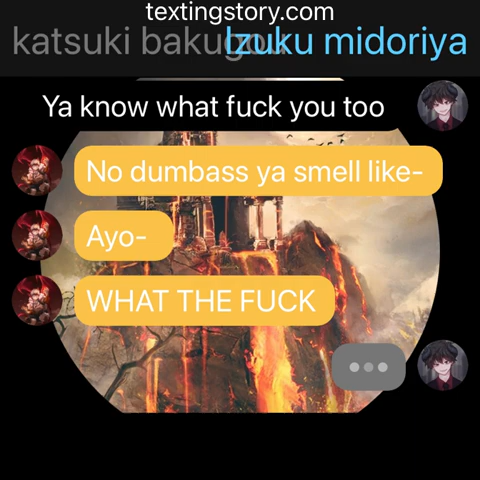 textingstory.com
katsuki bakugou Izuku midoriya
Ya know what fuck you too
No dumbass ya smell like-
Ayo-
WHAT THE FUCK